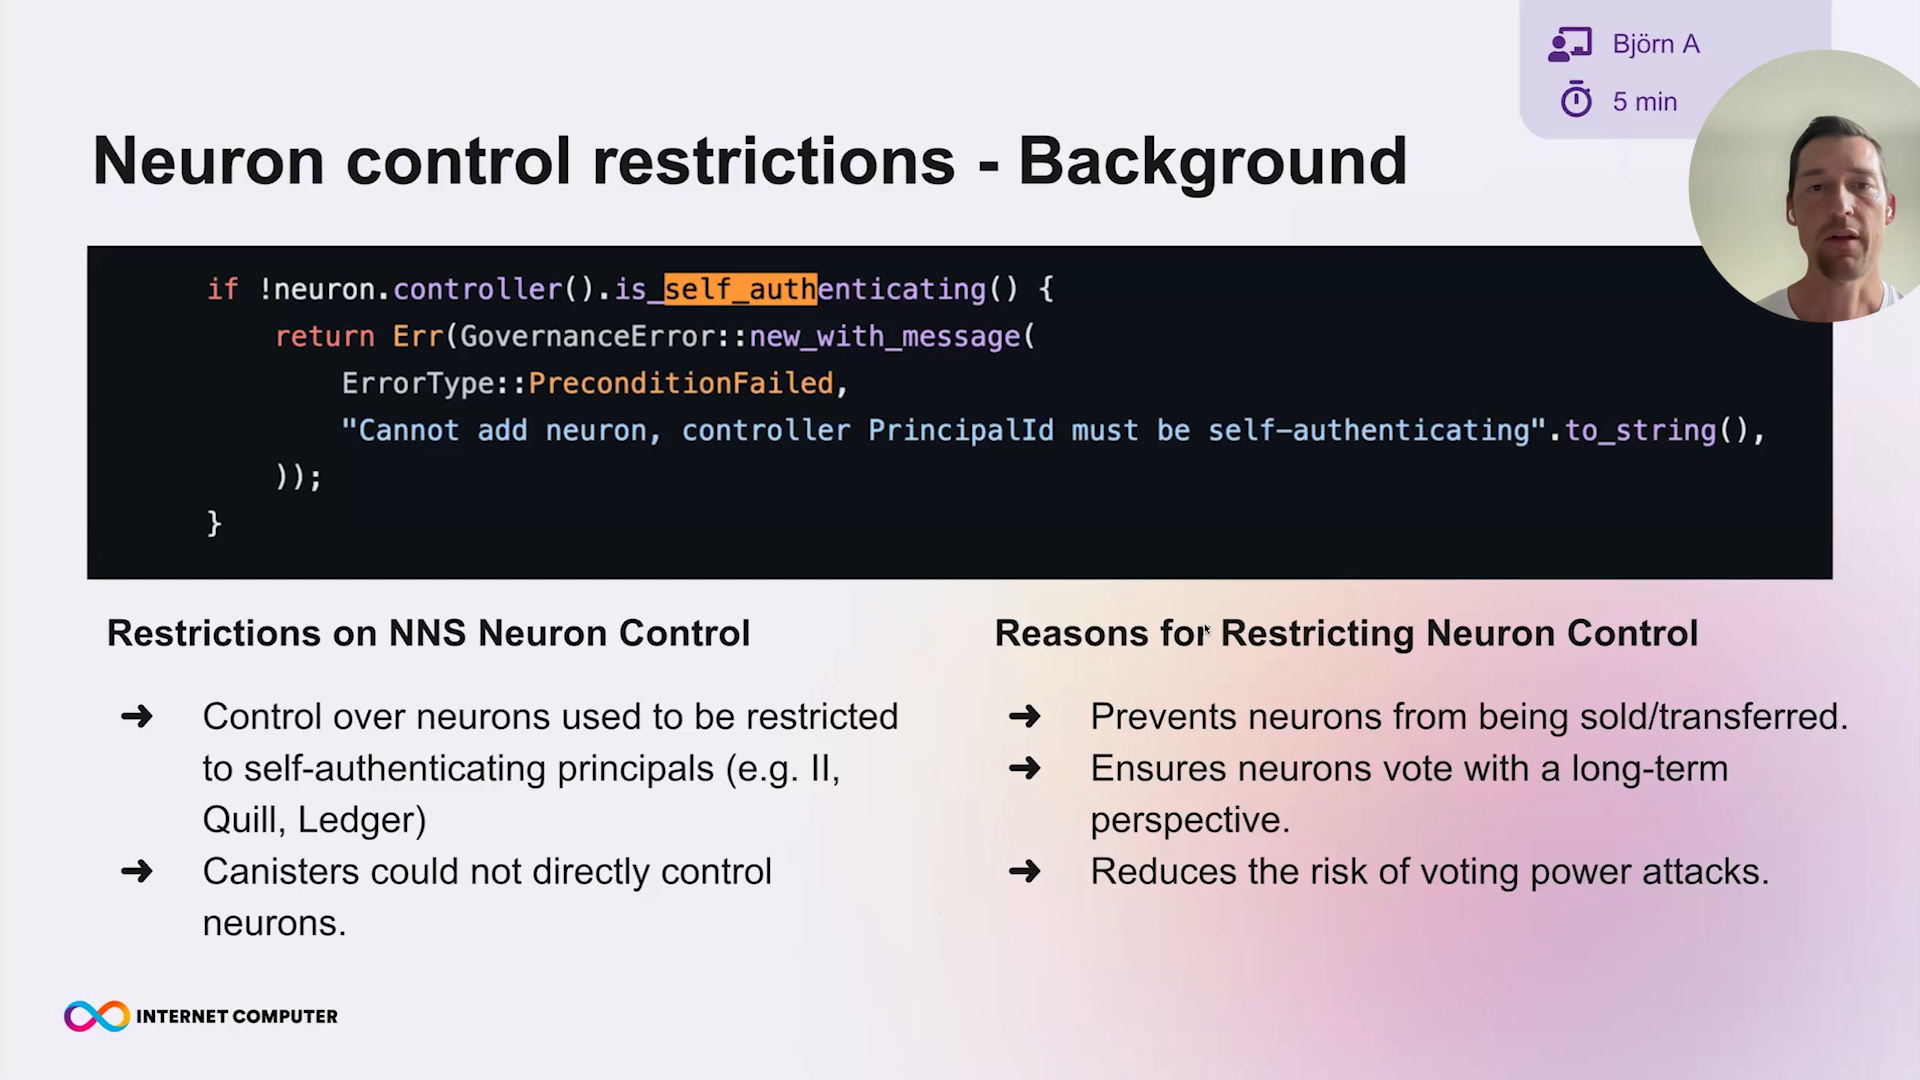 Björn A
5 min
Neuron control restrictions - Background
if !neuron.controller().is_self_authenticating() {
return Err(GovernanceError::new_with_message(
ErrorType::PreconditionFailed,
"Cannot add neuron, controller PrincipalId must be self-authenticating".to_string(),
));
}
Restrictions on NNS Neuron Control
➜ Control over neurons used to be restricted
to self-authenticating principals (e.g. II,
Quill, Ledger)
➜ Canisters could not directly control
neurons.
Reasons for Restricting Neuron Control
➜ Prevents neurons from being sold/transferred.
➜ Ensures neurons vote with a long-term
perspective.
➜ Reduces the risk of voting power attacks.
INTERNET COMPUTER